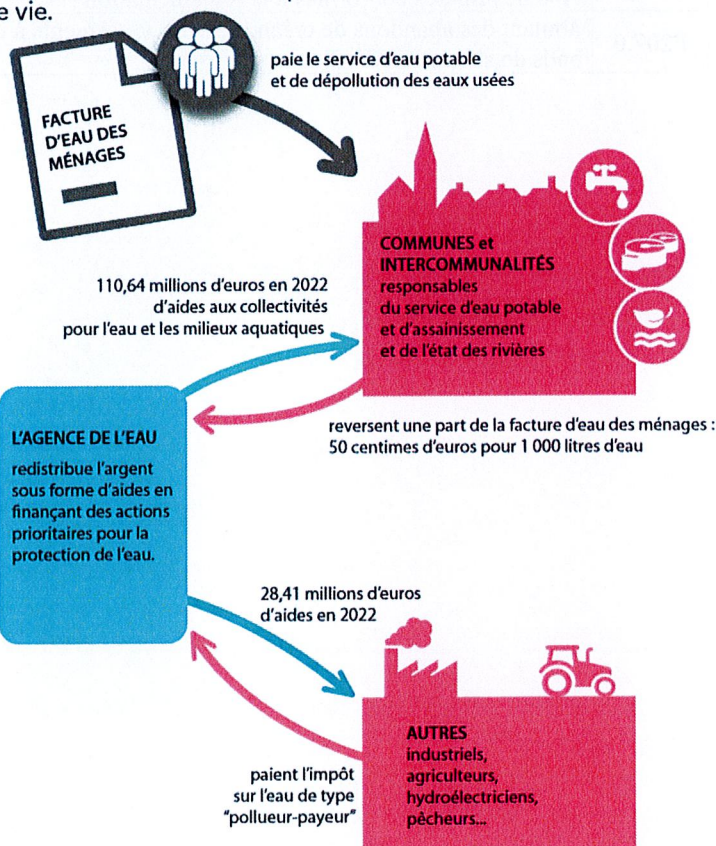 e vie.
FACTURE
D'EAU DES
MÉNAGES
paie le service d'eau potable
et de dépollution des eaux usées
COMMUNES et
INTERCOMMUNALITÉS
responsables
du service d'eau potable
et d'assainissement
et de l'état des rivières
110,64 millions d'euros en 2022
d'aides aux collectivités
pour l'eau et les milieux aquatiques
reversent une part de la facture d'eau des ménages :
50 centimes d'euros pour 1 000 litres d'eau
L'AGENCE DE L'EAU
redistribue l'argent
sous forme d'aides en
finançant des actions
prioritaires pour la
protection de l'eau.
28,41 millions d'euros
d'aides en 2022
paient l'impôt
sur l'eau de type
"pollueur-payeur"
AUTRES
industriels,
agriculteurs,
hydroélectriciens,
pêcheurs...